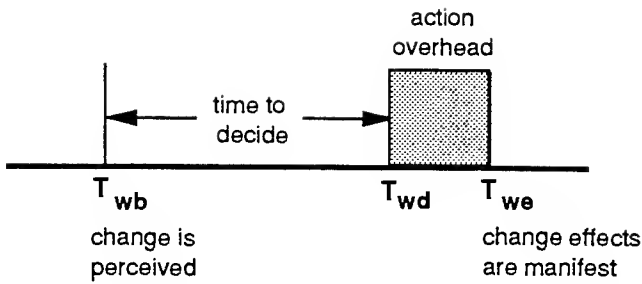 action
overhead
time to
decide
T wb
T wd
T we
change is
perceived
change effects
are manifest